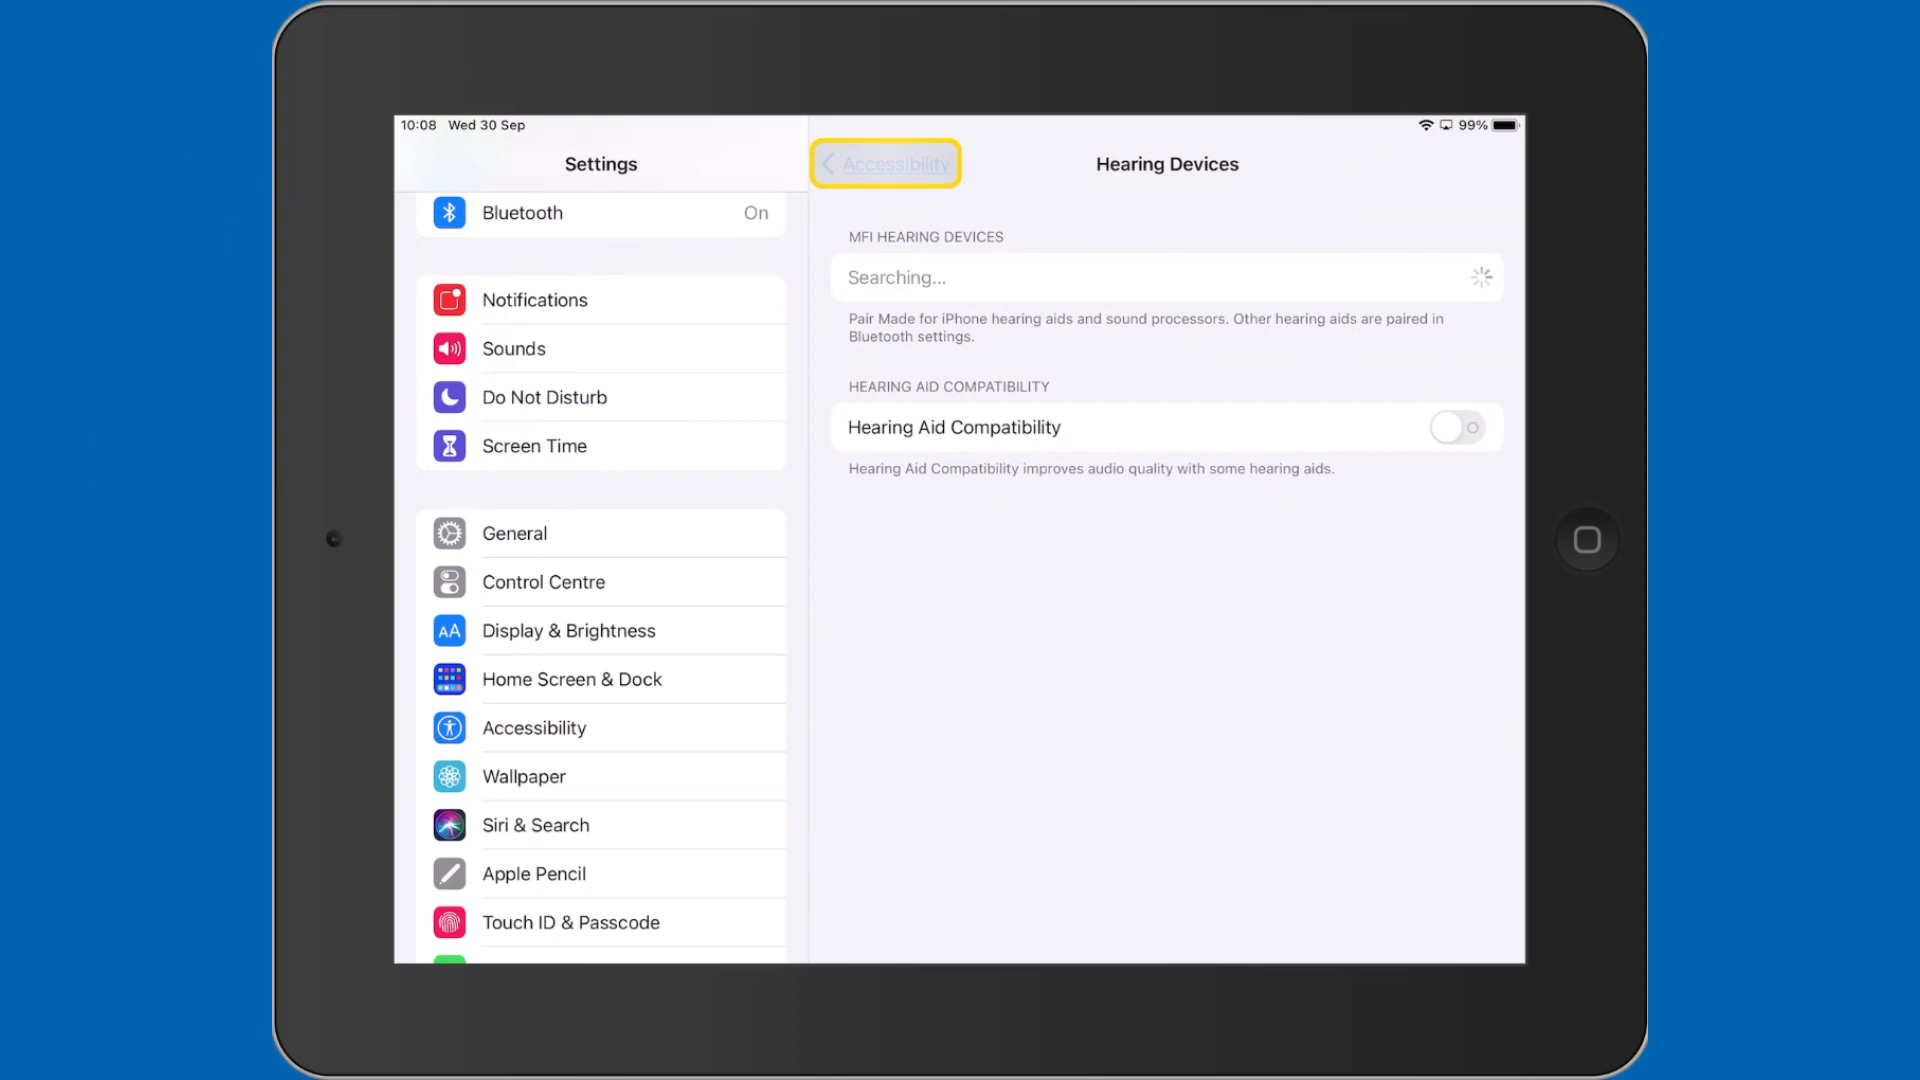 10:08 Wed 30 Sep
99%
Settings
Accessibility
Hearing Devices
Bluetooth On
Notifications
Sounds
Do Not Disturb
Screen Time
General
Control Centre
AA Display & Brightness
Home Screen & Dock
Accessibility
Wallpaper
Siri & Search
Apple Pencil
Touch ID & Passcode
MFI HEARING DEVICES
Searching...
Pair Made for iPhone hearing aids and sound processors. Other hearing aids are paired in
Bluetooth settings.
HEARING AID COMPATIBILITY
Hearing Aid Compatibility
Hearing Aid Compatibility improves audio quality with some hearing aids.